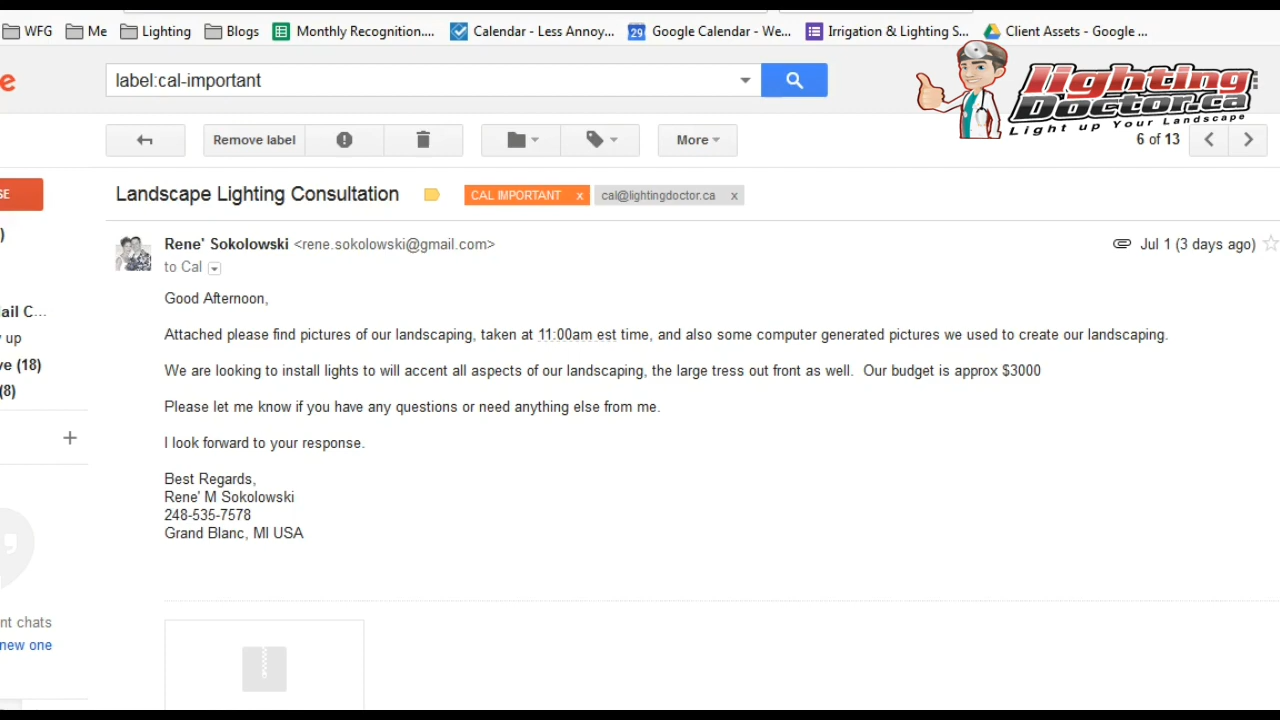 WFG Me Lighting Blogs Monthly Recognition.... Calendar - Less Annoy... 29 Google Calendar - We... Irrigation & Lighting S... Client Assets - Google ...
e label:cal-important
lighting
Doctor.ca
Light up Your Landscape
Remove label More 6 of 13
SE Landscape Lighting Consultation CAL IMPORTANT x cal@lightingdoctor.ca x
)
Rene' Sokolowski <rene.sokolowski@gmail.com> Jul 1 (3 days ago)
to Cal
Good Afternoon,
ail C...
Attached please find pictures of our landscaping, taken at 11:00am est time, and also some computer generated pictures we used to create our landscaping.
up
ve (18)
We are looking to install lights to will accent all aspects of our landscaping, the large tress out front as well. Our budget is approx $3000
(8)
Please let me know if you have any questions or need anything else from me.
+
I look forward to your response.
Best Regards,
Rene' M Sokolowski
248-535-7578
Grand Blanc, MI USA
nt chats
new one